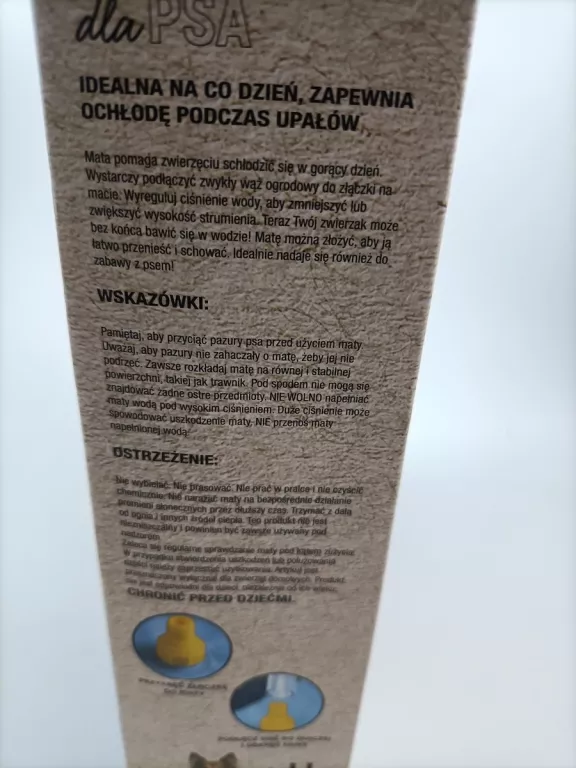 dla PSA
IDEALNA NA CO DZIEŃ, ZAPEWNIA
OCHŁODĘ PODCZAS UPAŁÓW
Mata pomaga zwierzęciu schłodzić się w gorący dzień.
Wystarczy podłączyć zwykły wąż ogrodowy do złączki na
macie. Wyreguluj ciśnienie wody, aby zmniejszyć lub
zwiększyć wysokość strumienia. Teraz Twój zwierzak może
bez końca bawić się w wodzie! Matę można złożyć, aby ją
łatwo przenieść i schować. Idealnie nadaje się również do
zabawy z psem!
WSKAZÓWKI:
Pamiętaj, aby przyciąć pazury psa przed użyciem maty.
Uważaj, aby pazury nie zahaczały o matę, żeby jej nie
podrzeć. Zawsze rozkładaj matę na równej i stabilnej
powierzchni, takiej jak trawnik. Pod spodem nie mogą się
znajdować żadne ostre przedmioty. NIE WOLNO napełniać
maty wodą pod wysokim ciśnieniem. Duże ciśnienie może
spowodować uszkodzenie maty. NIE przenoś maty
napełnionej wodą.
OSTRZEŻENIE:
Nie wybielać. Nie prasować. Nie prać w pralce i nie czyścić
chemicznie. Nie narażać maty na bezpośrednie działanie
promieni słonecznych przez dłuższy czas. Trzymać z dala
od ognia i innych źródeł ciepła. Ten produkt nie jest
i powinien być zawsze używany pod
nadzorem.
CHRONIĆ PRZED DZIEĆMI.